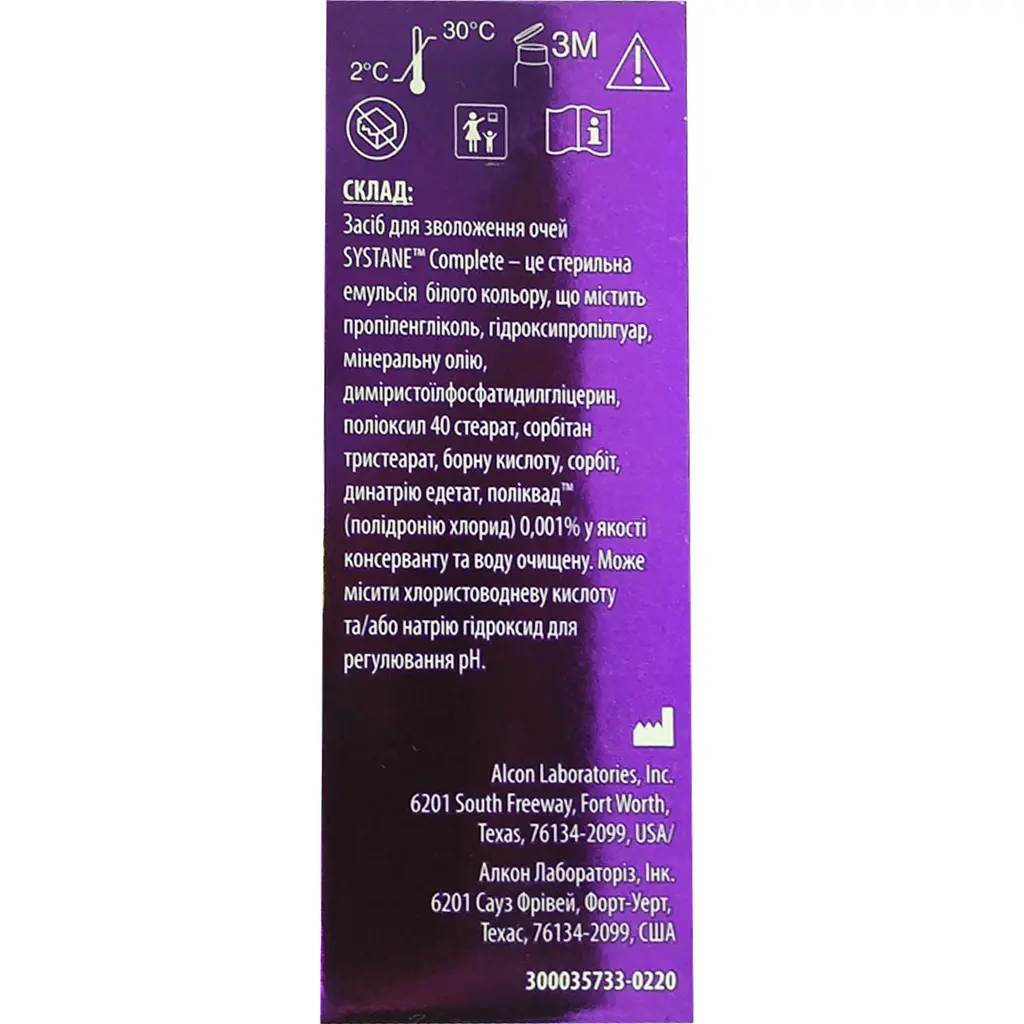 30°C
2°C
3M
СКЛАД:
Засіб для зволоження очей
SYSTANE™ Complete – це стерильна
емульсія білого кольору, що містить
пропіленгліколь, гідроксипропілгуар,
мінеральну олію,
диміристоїлфосфатидилгліцерин,
поліоксил 40 стеарат, сорбітан
тристеарат, борну кислоту, сорбіт,
динатрію едетат, поліквад™
(полідронію хлорид) 0,001% у якості
консерванту та воду очищену. Може
місити хлористоводневу кислоту
та/або натрію гідроксид для
регулювання pH.
Alcon Laboratories, Inc.
6201 South Freeway, Fort Worth,
Texas, 76134-2099, USA/
Алкон Лабораторіз, Інк.
6201 Сауз Фрівей, Форт-Уерт,
Техас, 76134-2099, США
300035733-0220